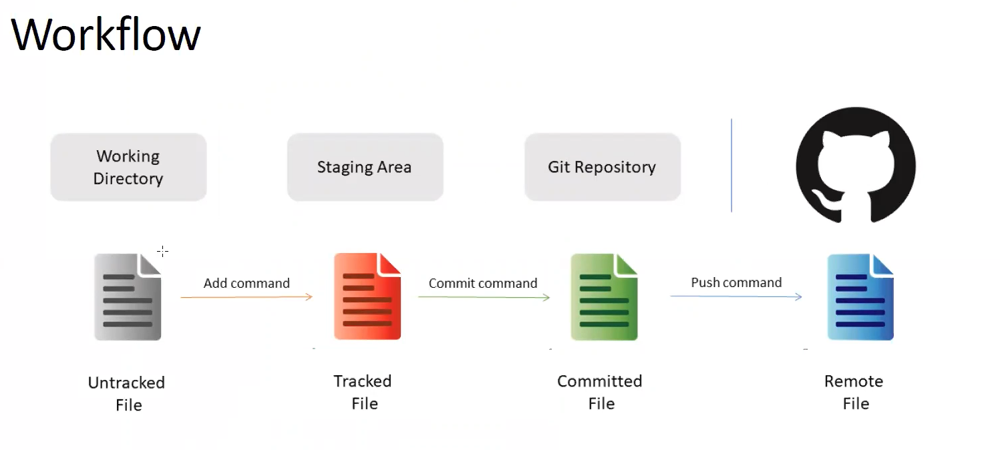 Workflow
Working
Directory
Staging Area
Git Repository
Add command
Commit command
Push command
Untracked
File
Tracked
File
Committed
File
Remote
File